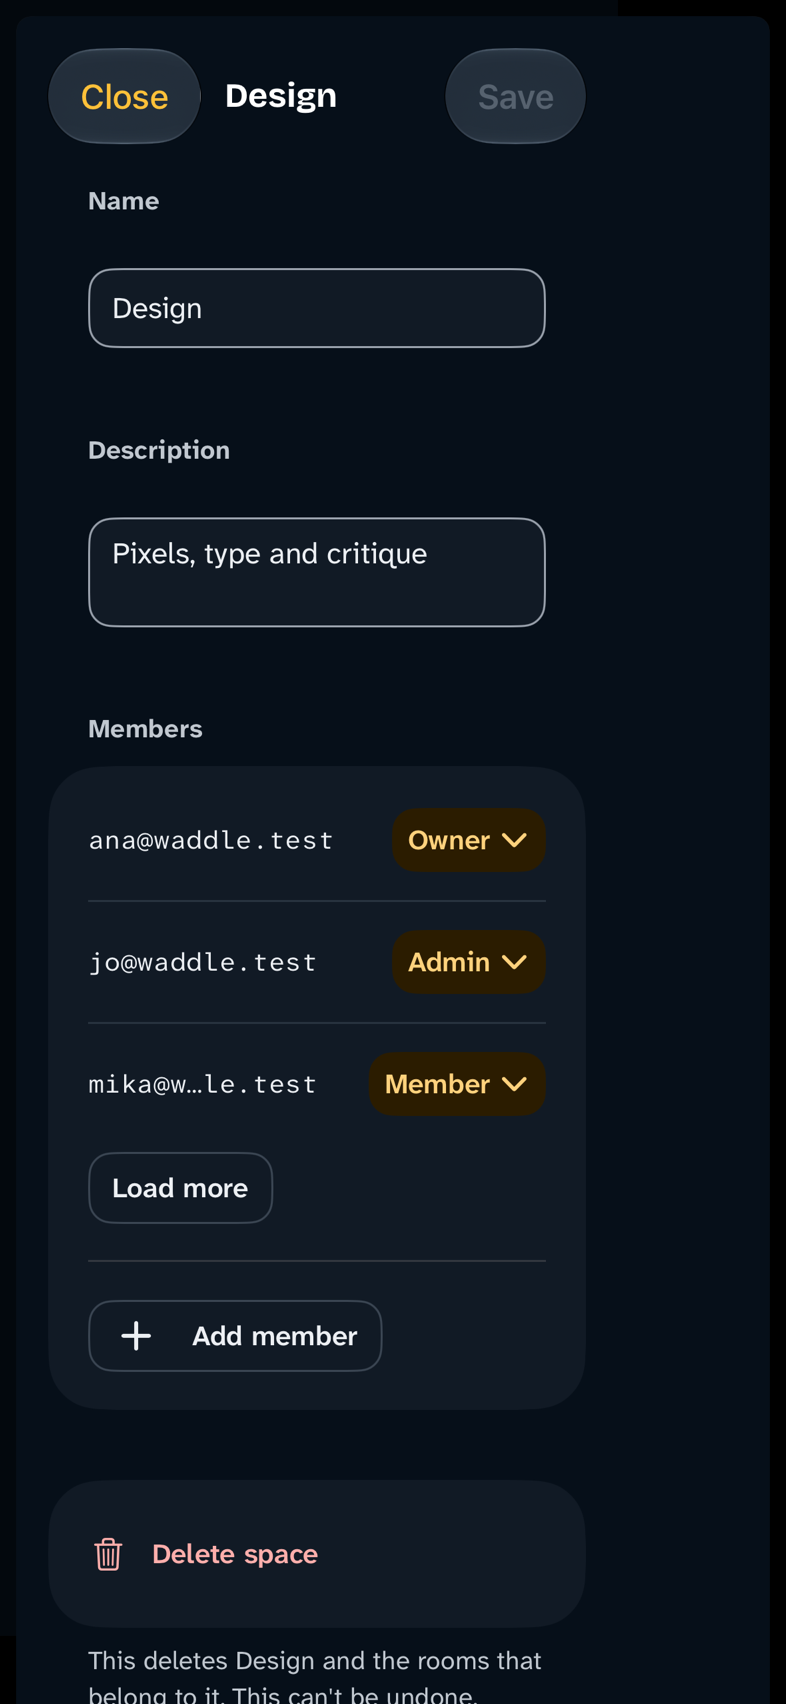 Close
Design
Save
Name
Design
Description
Pixels, type and critique
Members
ana@waddle.test
Owner
jo@waddle.test
Admin
mika@w…le.test
Member
Load more
Add member
Delete space
This deletes Design and the rooms that
belong to it. This can't be undone.